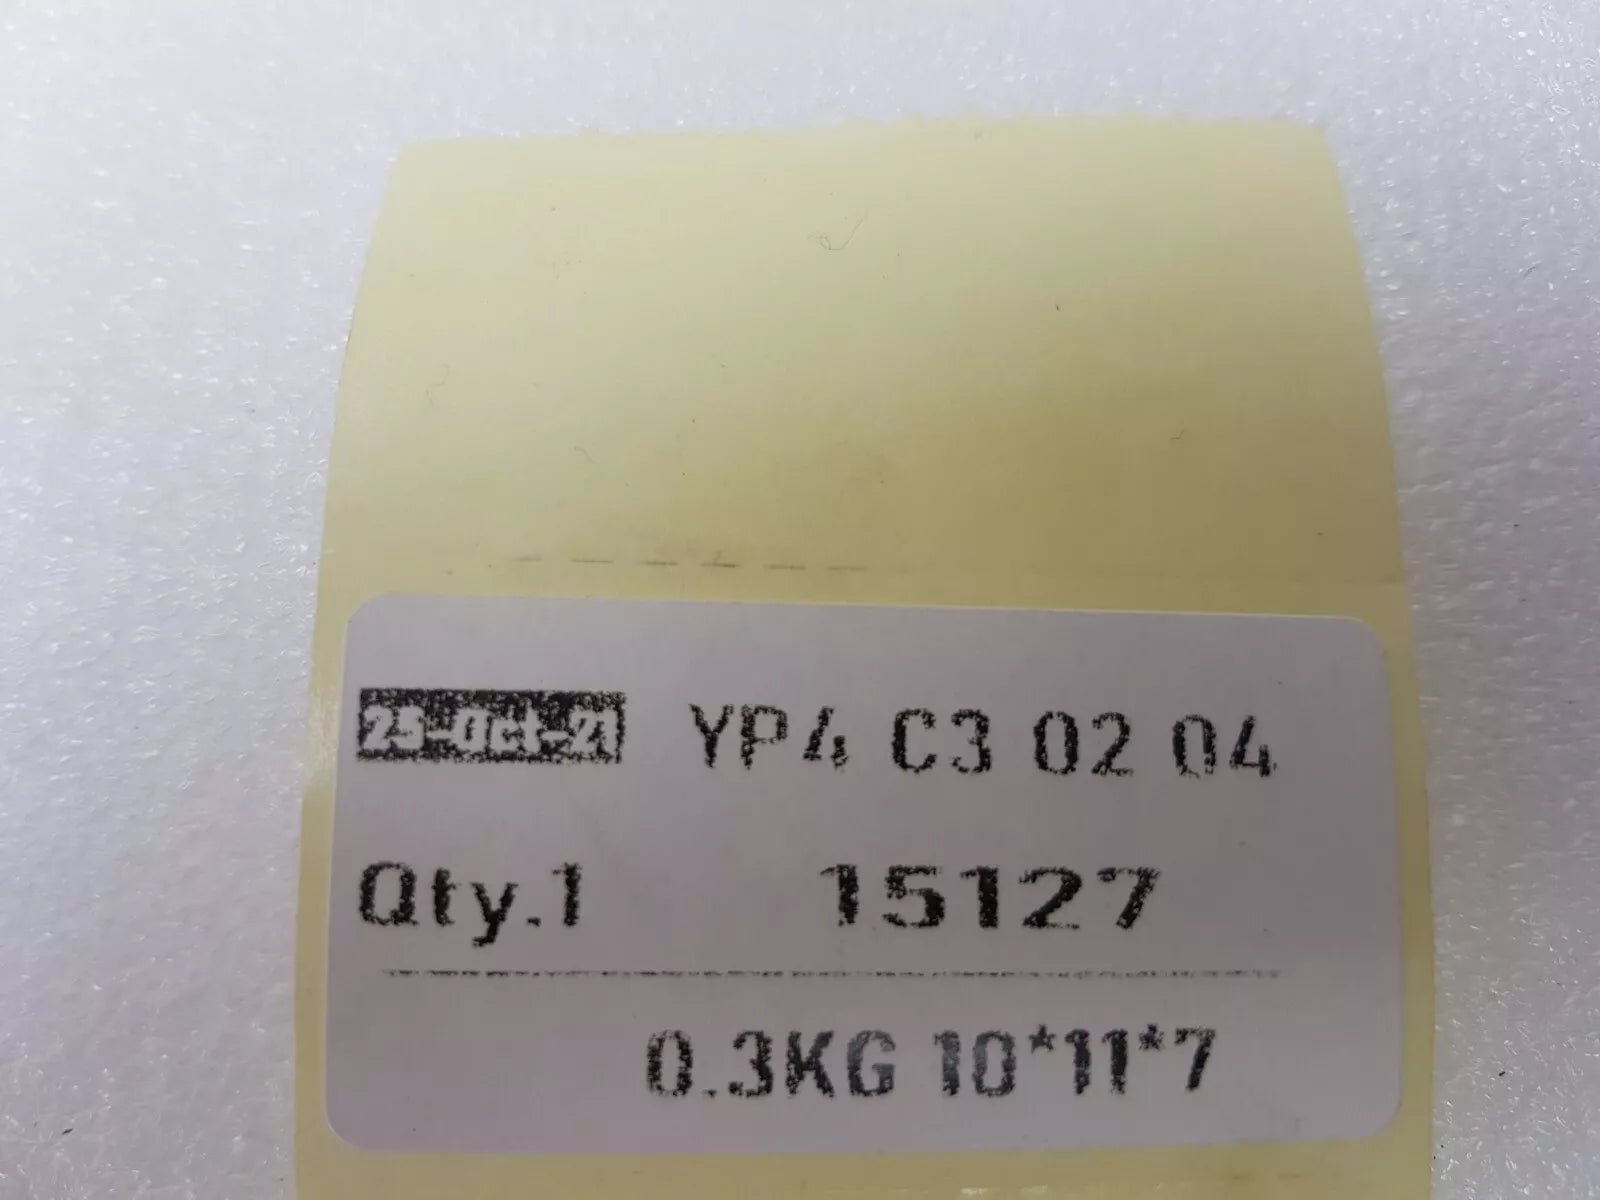 25-Oct-21 YP4 C3 02 04
Qty.1 15127
0.3KG 10*11*7